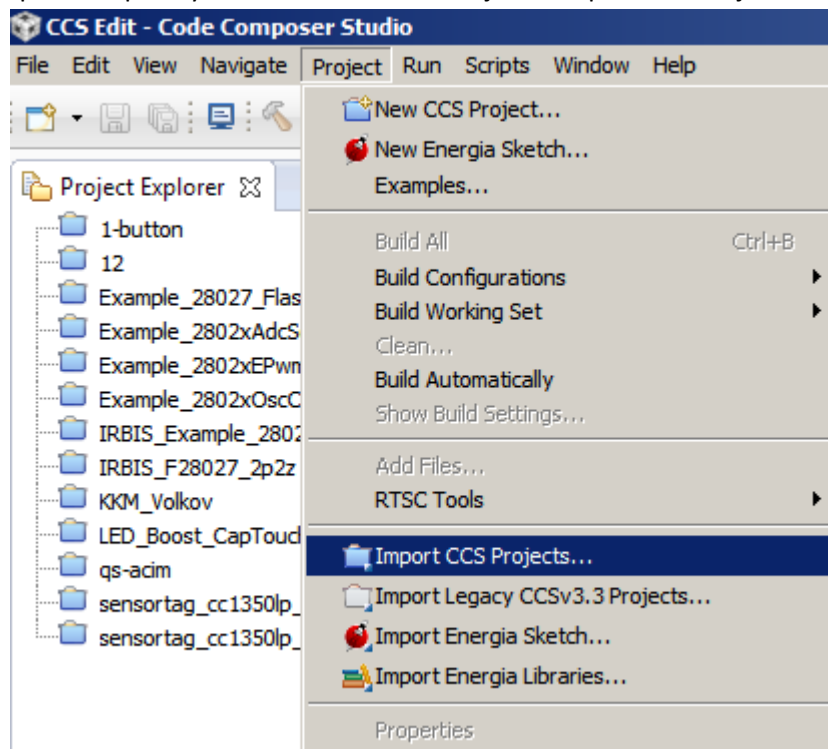 CCS Edit - Code Composer Studio
File Edit View Navigate Project Run Scripts Window Help
New CCS Project...
New Energia Sketch...
Examples...
Build All Ctrl+B
Build Configurations
Build Working Set
Clean...
Build Automatically
Show Build Settings...
Add Files...
RTSC Tools
Import CCS Projects...
Import Legacy CCSv3.3 Projects...
Import Energia Sketch...
Import Energia Libraries...
Properties
Project Explorer
1-button
12
Example_28027_Flas
Example_2802xAdcS
Example_2802xEPwm
Example_2802xOscC
IRBIS_Example_2802
IRBIS_F28027_2p2z
KKM_Volkov
LED_Boost_CapTouch
qs-acim
sensortag_cc1350lp_
sensortag_cc1350lp_